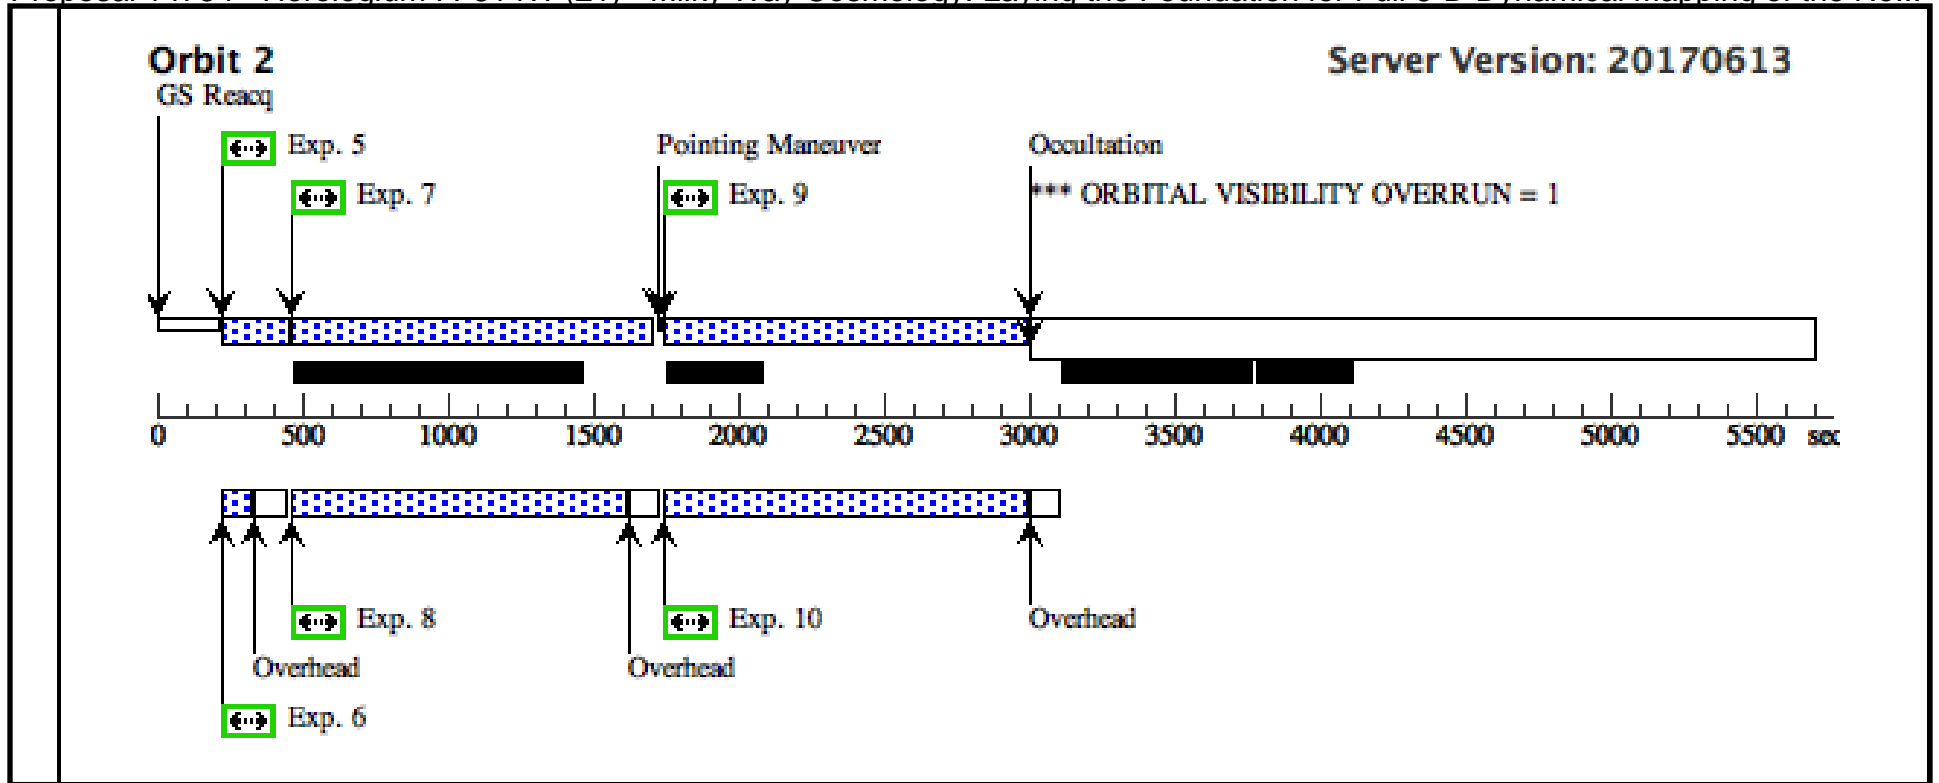 Orbit 2
Server Version: 20170613
GS Reacq
Exp. 5
Pointing Maneuver
Occultation
Exp. 7
Exp. 9
*** ORBITAL VISIBILITY OVERRUN = 1
0 500 1000 1500 2000 2500 3000 3500 4000 4500 5000 5500 sec
Exp. 8
Exp. 10
Overhead
Overhead
Overhead
Exp. 6